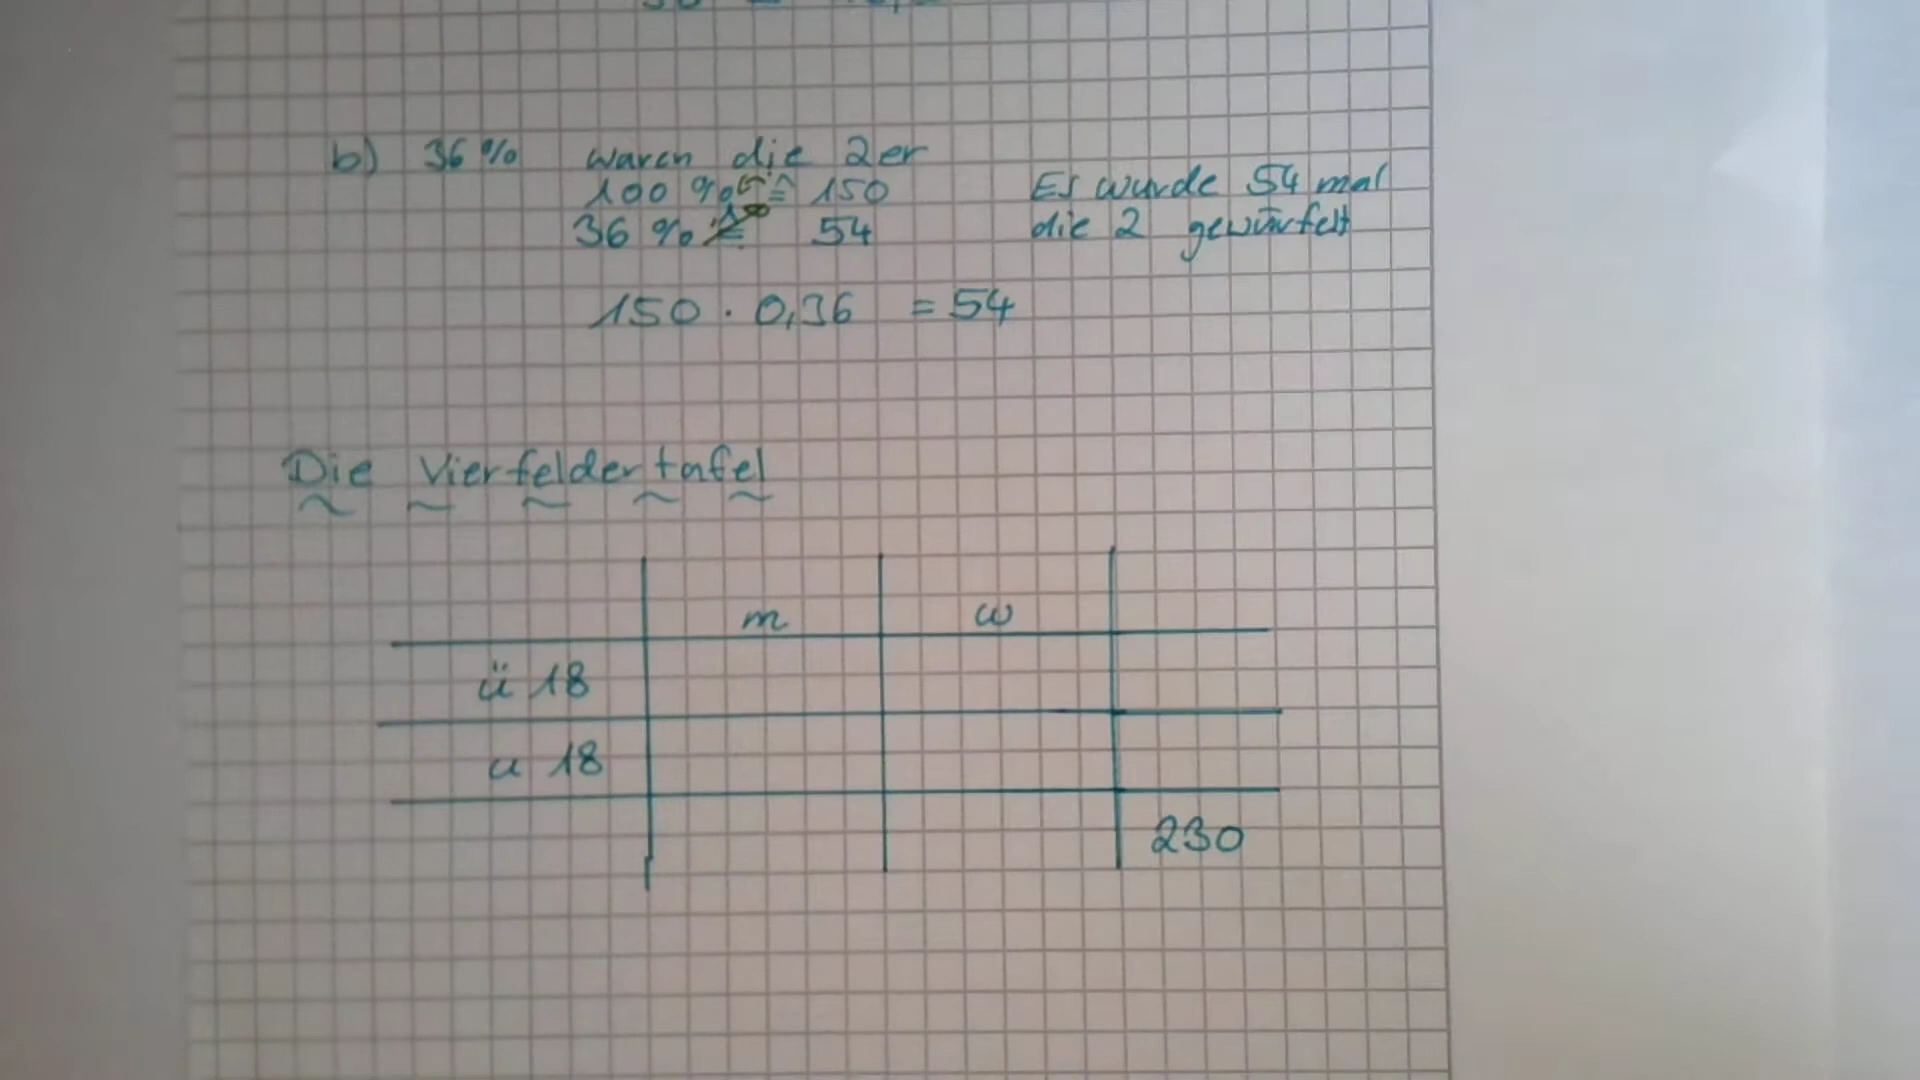 b) 36 % waren die 2er
100 % ≙ 150 Es wurde 54 mal
36 % ≙ 54 die 2 gewürfelt
150 · 0,36 = 54
Die Vierfeldertafel
m w
ü 18
u 18
230